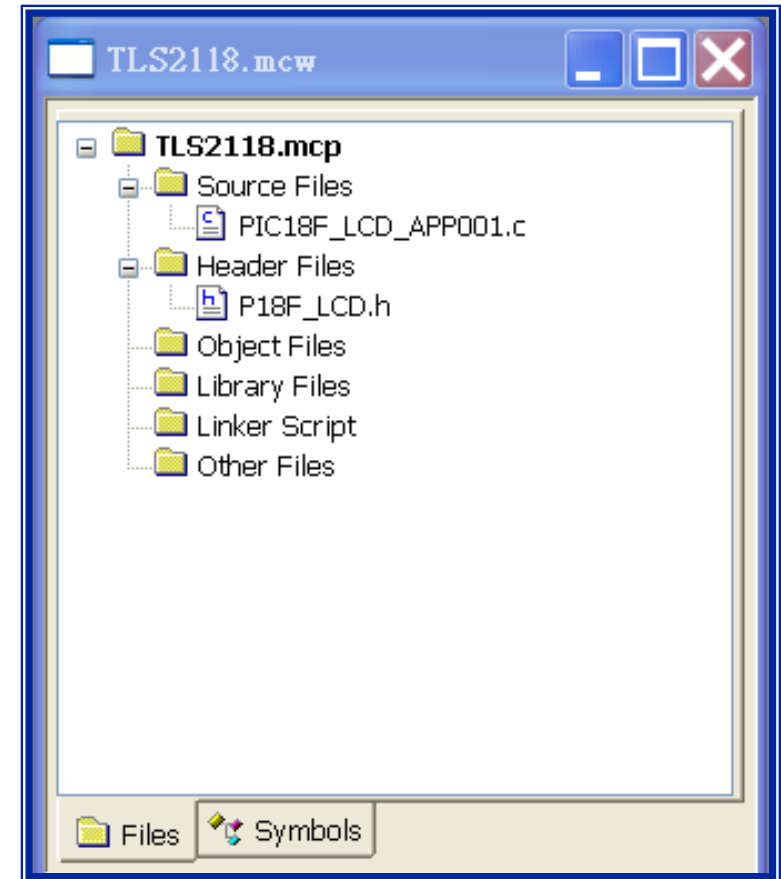 TLS2118.mcw
TLS2118.mcp
Source Files
PIC18F_LCD_APP001.c
Header Files
P18F_LCD.h
Object Files
Library Files
Linker Script
Other Files
Files
Symbols